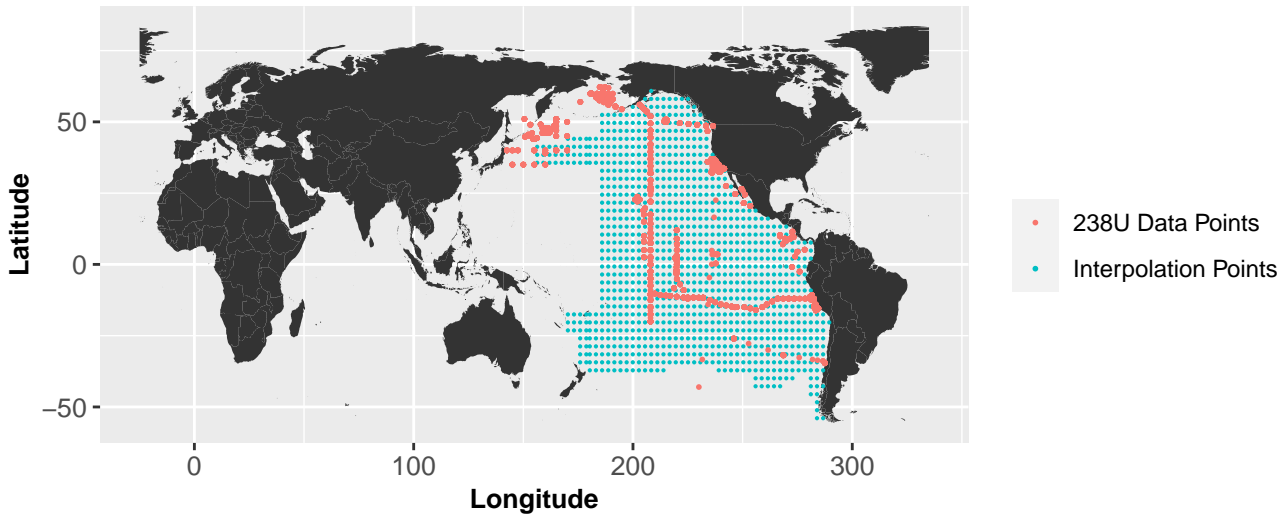 50
0
−50
Latitude
0
100
200
300
Longitude
238U Data Points
Interpolation Points